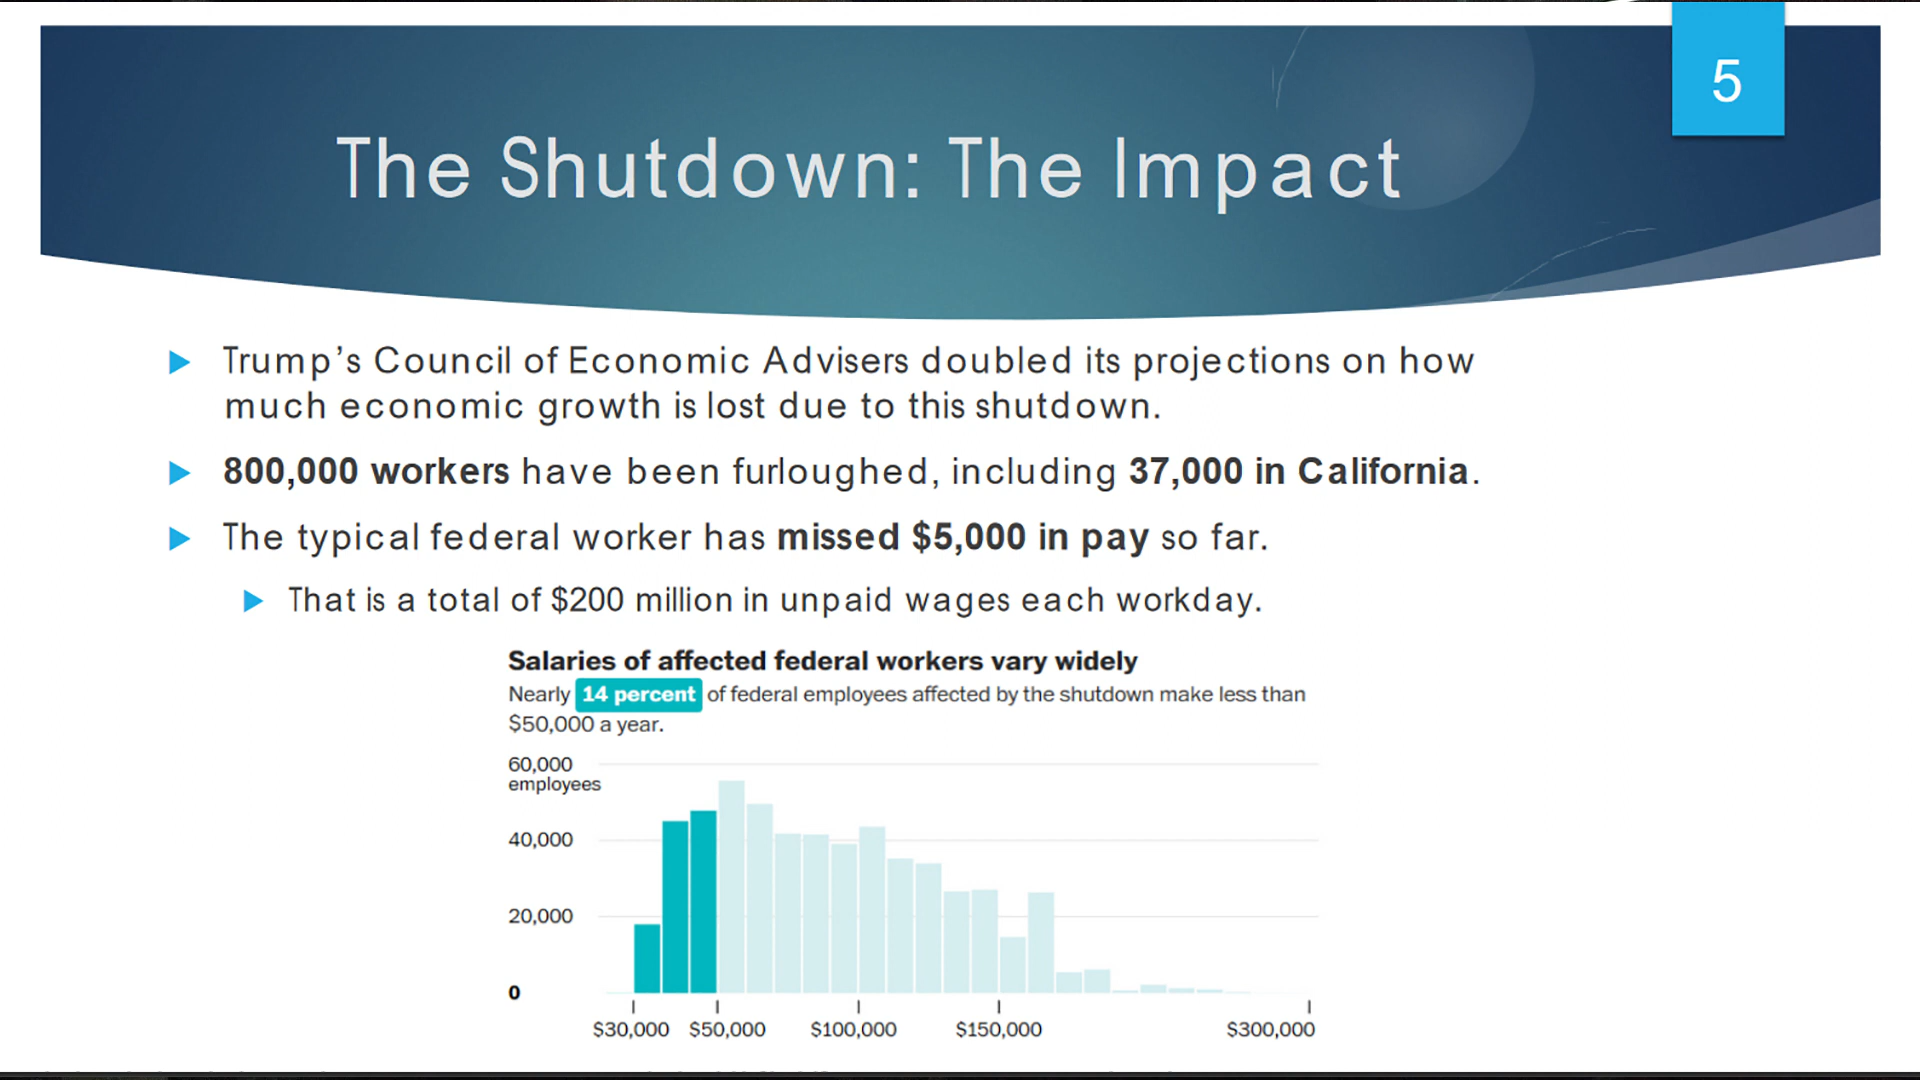 5
The Shutdown: The Impact
Trump’s Council of Economic Advisers doubled its projections on how
much economic growth is lost due to this shutdown.
800,000 workers have been furloughed, including 37,000 in California.
The typical federal worker has missed $5,000 in pay so far.
That is a total of $200 million in unpaid wages each workday.
Salaries of affected federal workers vary widely
Nearly 14 percent of federal employees affected by the shutdown make less than
$50,000 a year.
60,000
employees
40,000
20,000
0
$30,000 $50,000 $100,000 $150,000 $300,000